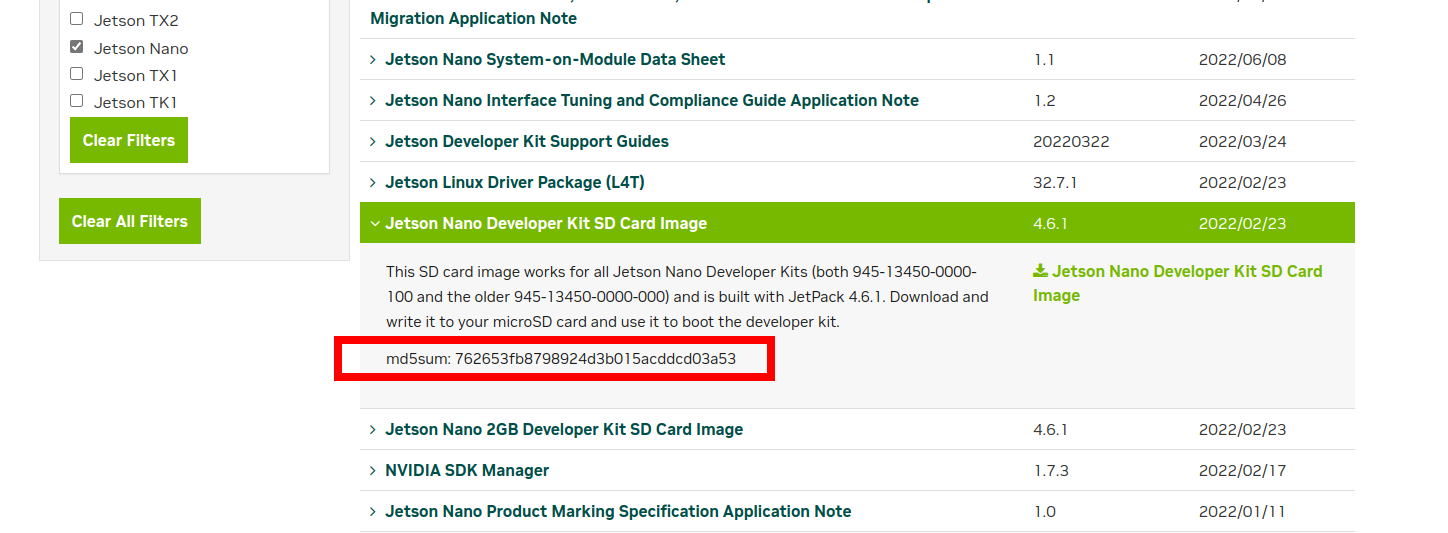 Jetson TX2
Jetson Nano
Jetson TX1
Jetson TK1
Clear Filters
Clear All Filters
Migration Application Note
Jetson Nano System-on-Module Data Sheet 1.1 2022/06/08
Jetson Nano Interface Tuning and Compliance Guide Application Note 1.2 2022/04/26
Jetson Developer Kit Support Guides 20220322 2022/03/24
Jetson Linux Driver Package (L4T) 32.7.1 2022/02/23
Jetson Nano Developer Kit SD Card Image 4.6.1 2022/02/23
This SD card image works for all Jetson Nano Developer Kits (both 945-13450-0000-
100 and the older 945-13450-0000-000) and is built with JetPack 4.6.1. Download and
write it to your microSD card and use it to boot the developer kit.
md5sum: 762653fb8798924d3b015acddcd03a53
Jetson Nano Developer Kit SD Card
Image
Jetson Nano 2GB Developer Kit SD Card Image 4.6.1 2022/02/23
NVIDIA SDK Manager 1.7.3 2022/02/17
Jetson Nano Product Marking Specification Application Note 1.0 2022/01/11